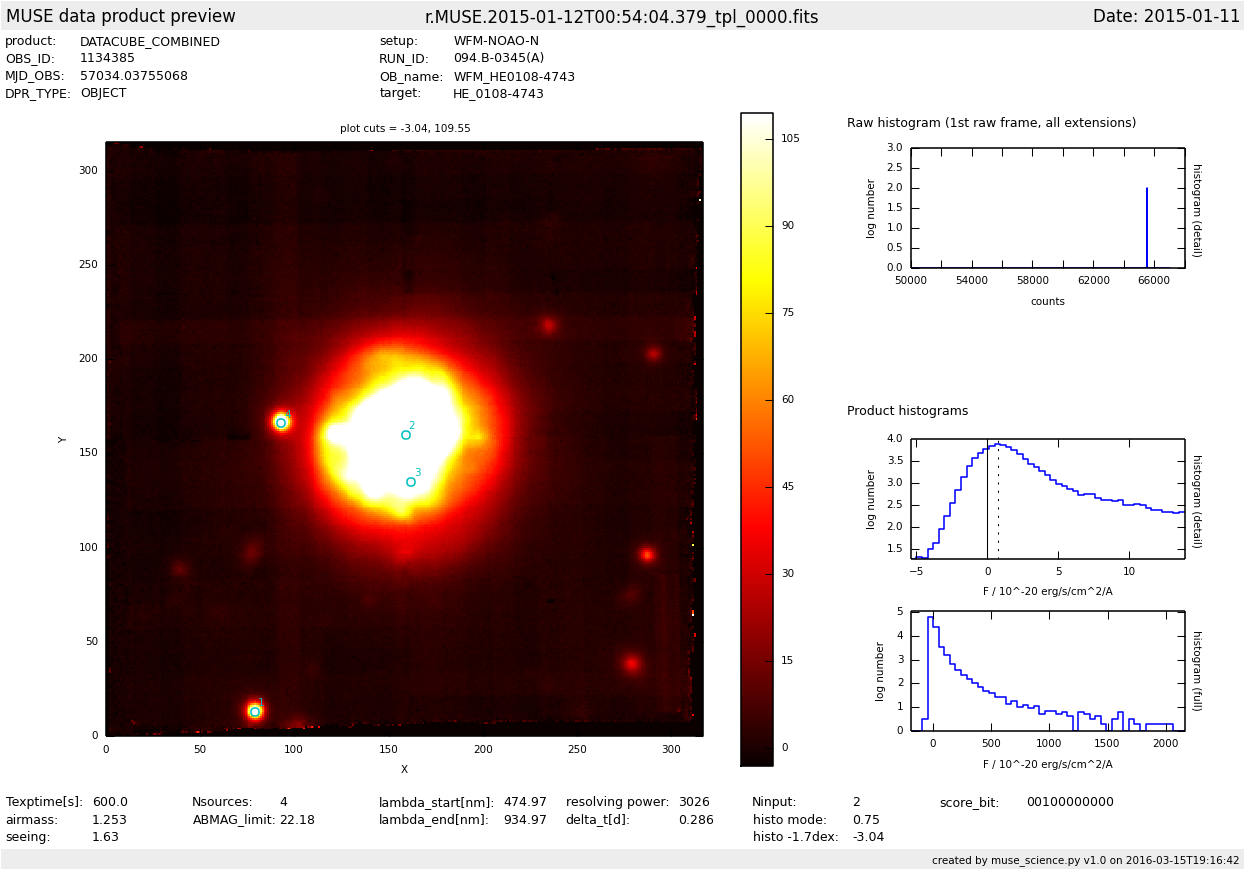 MUSE data product preview r.MUSE.2015-01-12T00:54:04.379_tpl_0000.fits Date: 2015-01-11
product: DATACUBE_COMBINED setup: WFM-NOAO-N
OBS_ID: 1134385 RUN_ID: 094.B-0345(A)
MJD_OBS: 57034.03755068 OB_name: WFM_HE0108-4743
DPR_TYPE: OBJECT target: HE_0108-4743
plot cuts = -3.04, 109.55
300
250
200
150
100
50
0
Y
0 50 100 150 200 250 300
X
1
2
3
4
105
90
75
60
45
30
15
0
Raw histogram (1st raw frame, all extensions)
3.0
2.5
2.0
1.5
1.0
0.5
0.0
log number
histogram (detail)
50000 54000 58000 62000 66000
counts
Product histograms
4.0
3.5
3.0
2.5
2.0
1.5
log number
histogram (detail)
−5 0 5 10
F / 10^-20 erg/s/cm^2/A
5
4
3
2
1
0
log number
histogram (full)
0 500 1000 1500 2000
F / 10^-20 erg/s/cm^2/A
Texptime[s]: 600.0 Nsources: 4 lambda_start[nm]: 474.97 resolving power: 3026 Ninput: 2 score_bit: 00100000000
airmass: 1.253 ABMAG_limit: 22.18 lambda_end[nm]: 934.97 delta_t[d]: 0.286 histo mode: 0.75
seeing: 1.63 histo -1.7dex: -3.04
created by muse_science.py v1.0 on 2016-03-15T19:16:42